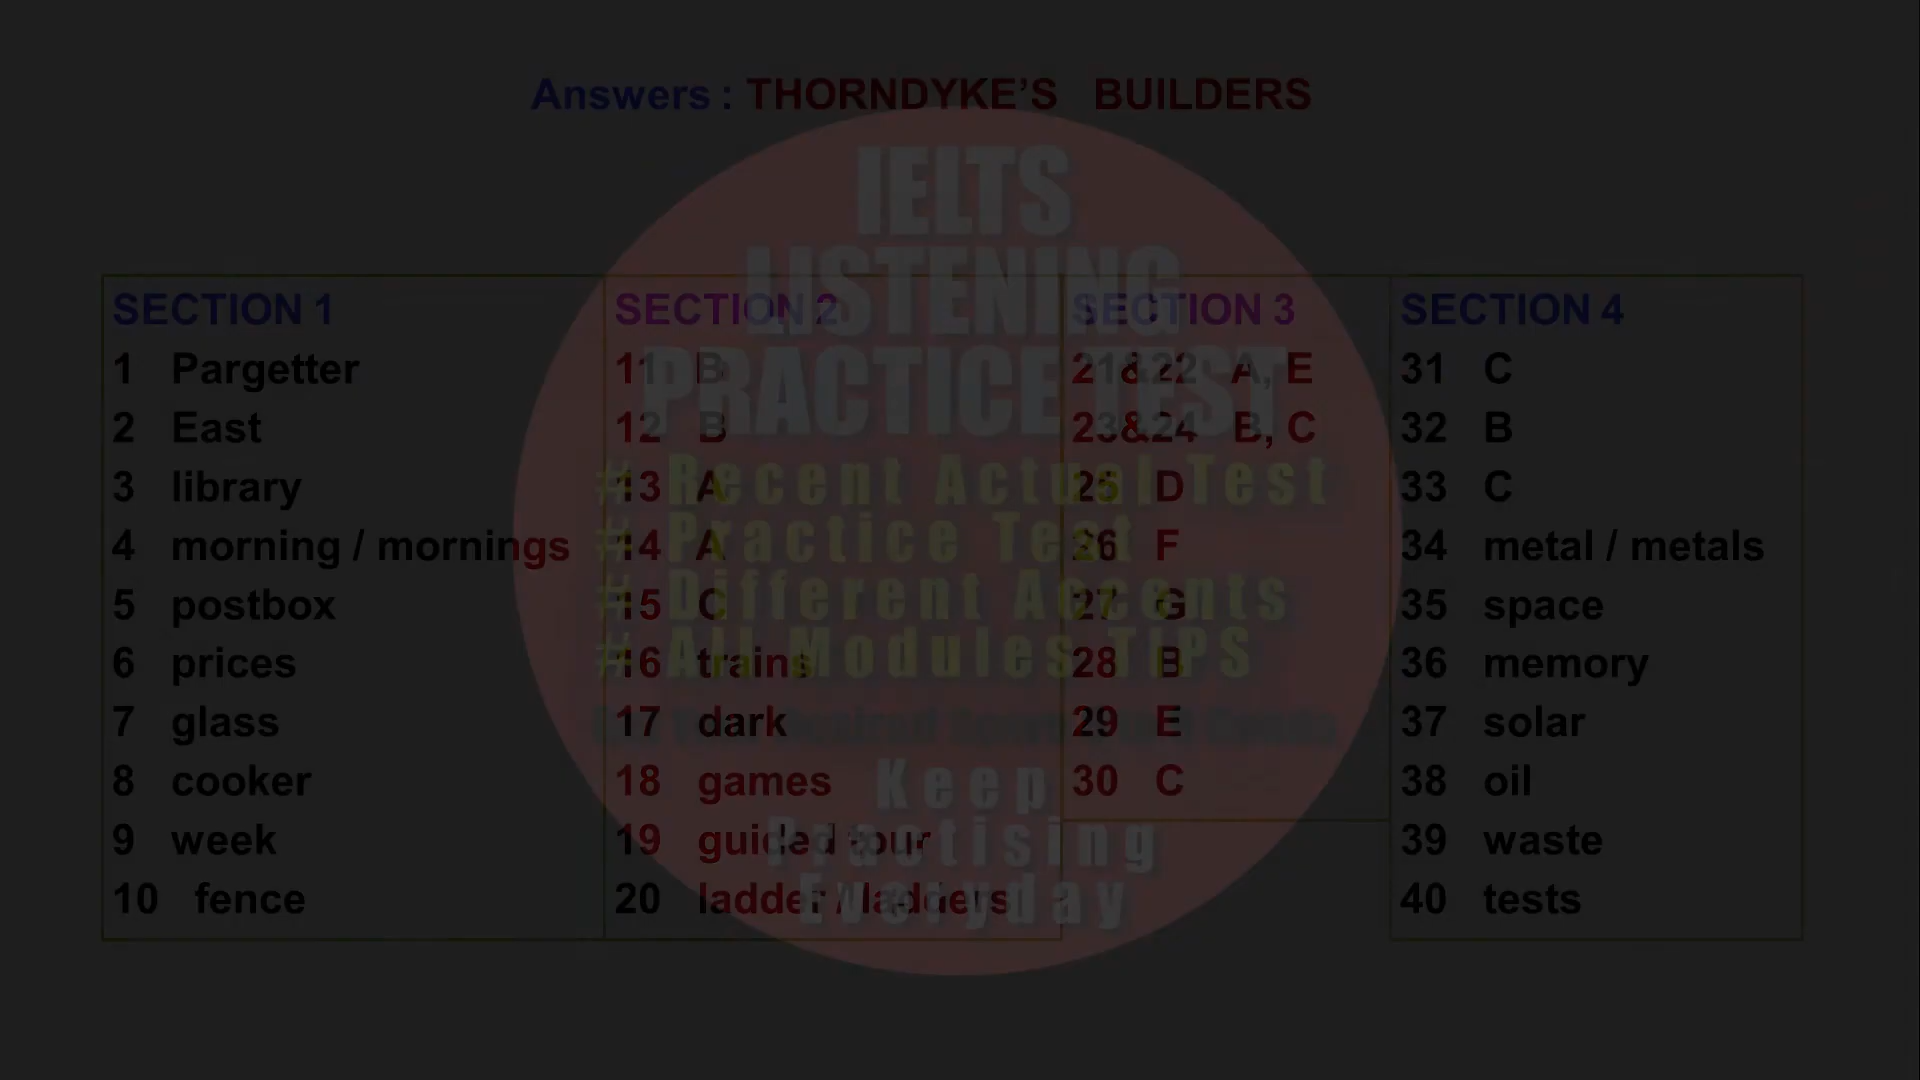 Answers : THORNDYKE’S BUILDERS
SECTION 1
1 Pargetter
2 East
3 library
4 morning / mornings
5 postbox
6 prices
7 glass
8 cooker
9 week
10 fence
SECTION 2
11 B
12 B
13 A
14 A
15 C
16 trains
17 dark
18 games
19 guided tour
20 ladder / ladders
SECTION 3
21&22 A, E
23&24 B, C
25 D
26 F
27 G
28 B
29 E
30 C
SECTION 4
31 C
32 B
33 C
34 metal / metals
35 space
36 memory
37 solar
38 oil
39 waste
40 tests
IELTS
LISTENING
PRACTICE TEST
# Recent Actual Test
# Practice Test
# Different Accents
# All Modules TIPS
Desired
Keep
Practising
Everyday